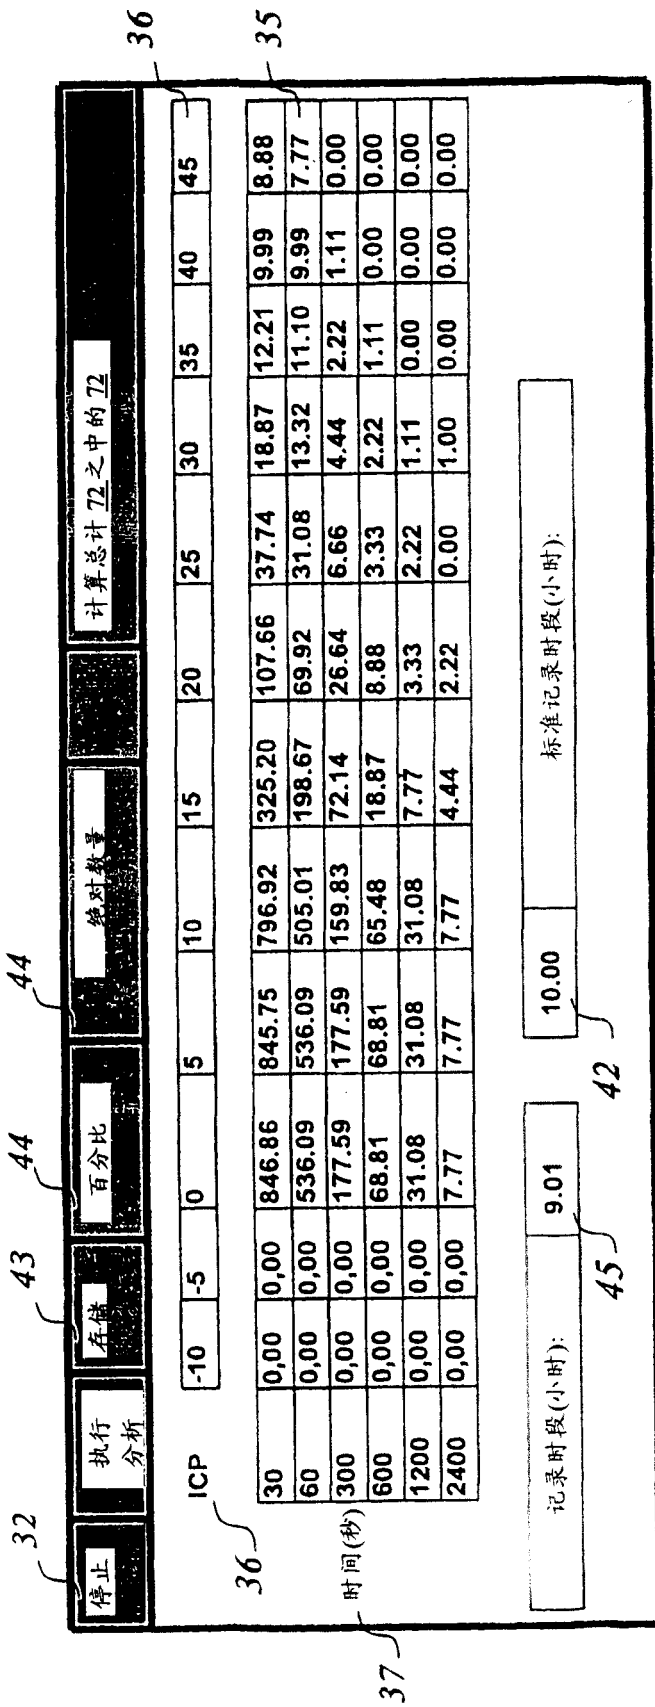 32 43 44 44 36
停止 执行分析 存储 百分比 绝对数量 计算总计 72 之中的 72
ICP -10 -5 0 5 10 15 20 25 30 35 40 45
36 35
30 0,00 0,00 846.86 845.75 796.92 325.20 107.66 37.74 18.87 12.21 9.99 8.88
60 0,00 0,00 536.09 536.09 505.01 198.67 69.92 31.08 13.32 11.10 9.99 7.77
300 0,00 0,00 177.59 177.59 159.83 72.14 26.64 6.66 4.44 2.22 1.11 0.00
600 0,00 0,00 68.81 68.81 65.48 18.87 8.88 3.33 2.22 1.11 0.00 0.00
1200 0,00 0,00 31.08 31.08 31.08 7.77 3.33 2.22 1.11 0.00 0.00 0.00
2400 0,00 0,00 7.77 7.77 7.77 4.44 2.22 0.00 1.00 0.00 0.00 0.00
时间(秒)
37
记录时段(小时): 9.01 10.00 标准记录时段(小时):
45 42